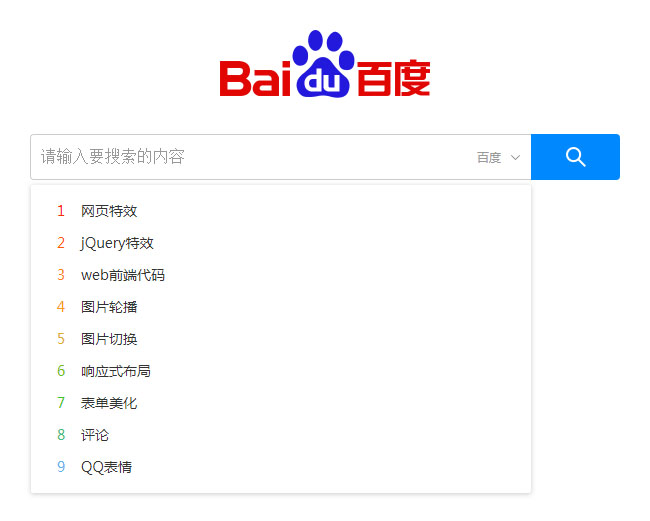 Baidu百度
请输入要搜索的内容 百度
1 网页特效
2 jQuery特效
3 web前端代码
4 图片轮播
5 图片切换
6 响应式布局
7 表单美化
8 评论
9 QQ表情